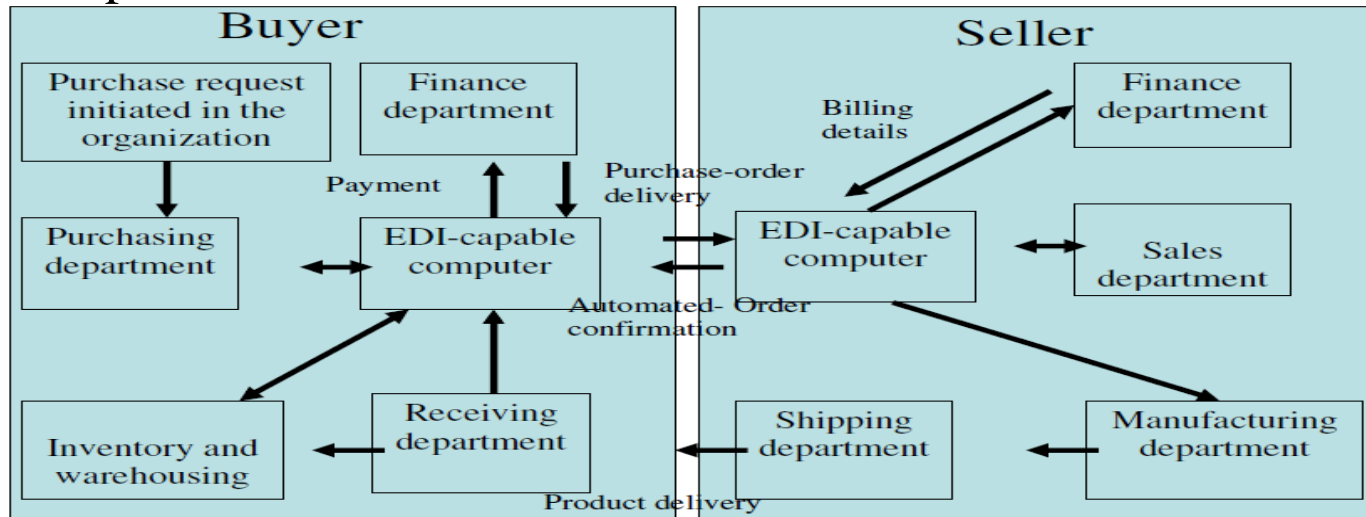 Buyer
Purchase request
initiated in the
organization
Finance
department
Payment
Purchasing
department
EDI-capable
computer
Inventory and
warehousing
Receiving
department
Purchase-order
delivery
Automated- Order
confirmation
Product delivery
Seller
Billing
details
Finance
department
EDI-capable
computer
Sales
department
Shipping
department
Manufacturing
department